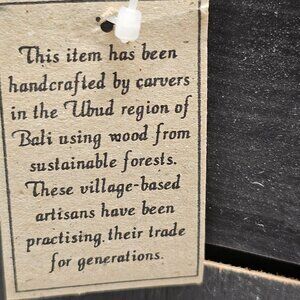 This item has been
handcrafted by carvers
in the Ubud region of
Bali using wood from
sustainable forests.
These village-based
artisans have been
practising their trade
for generations.